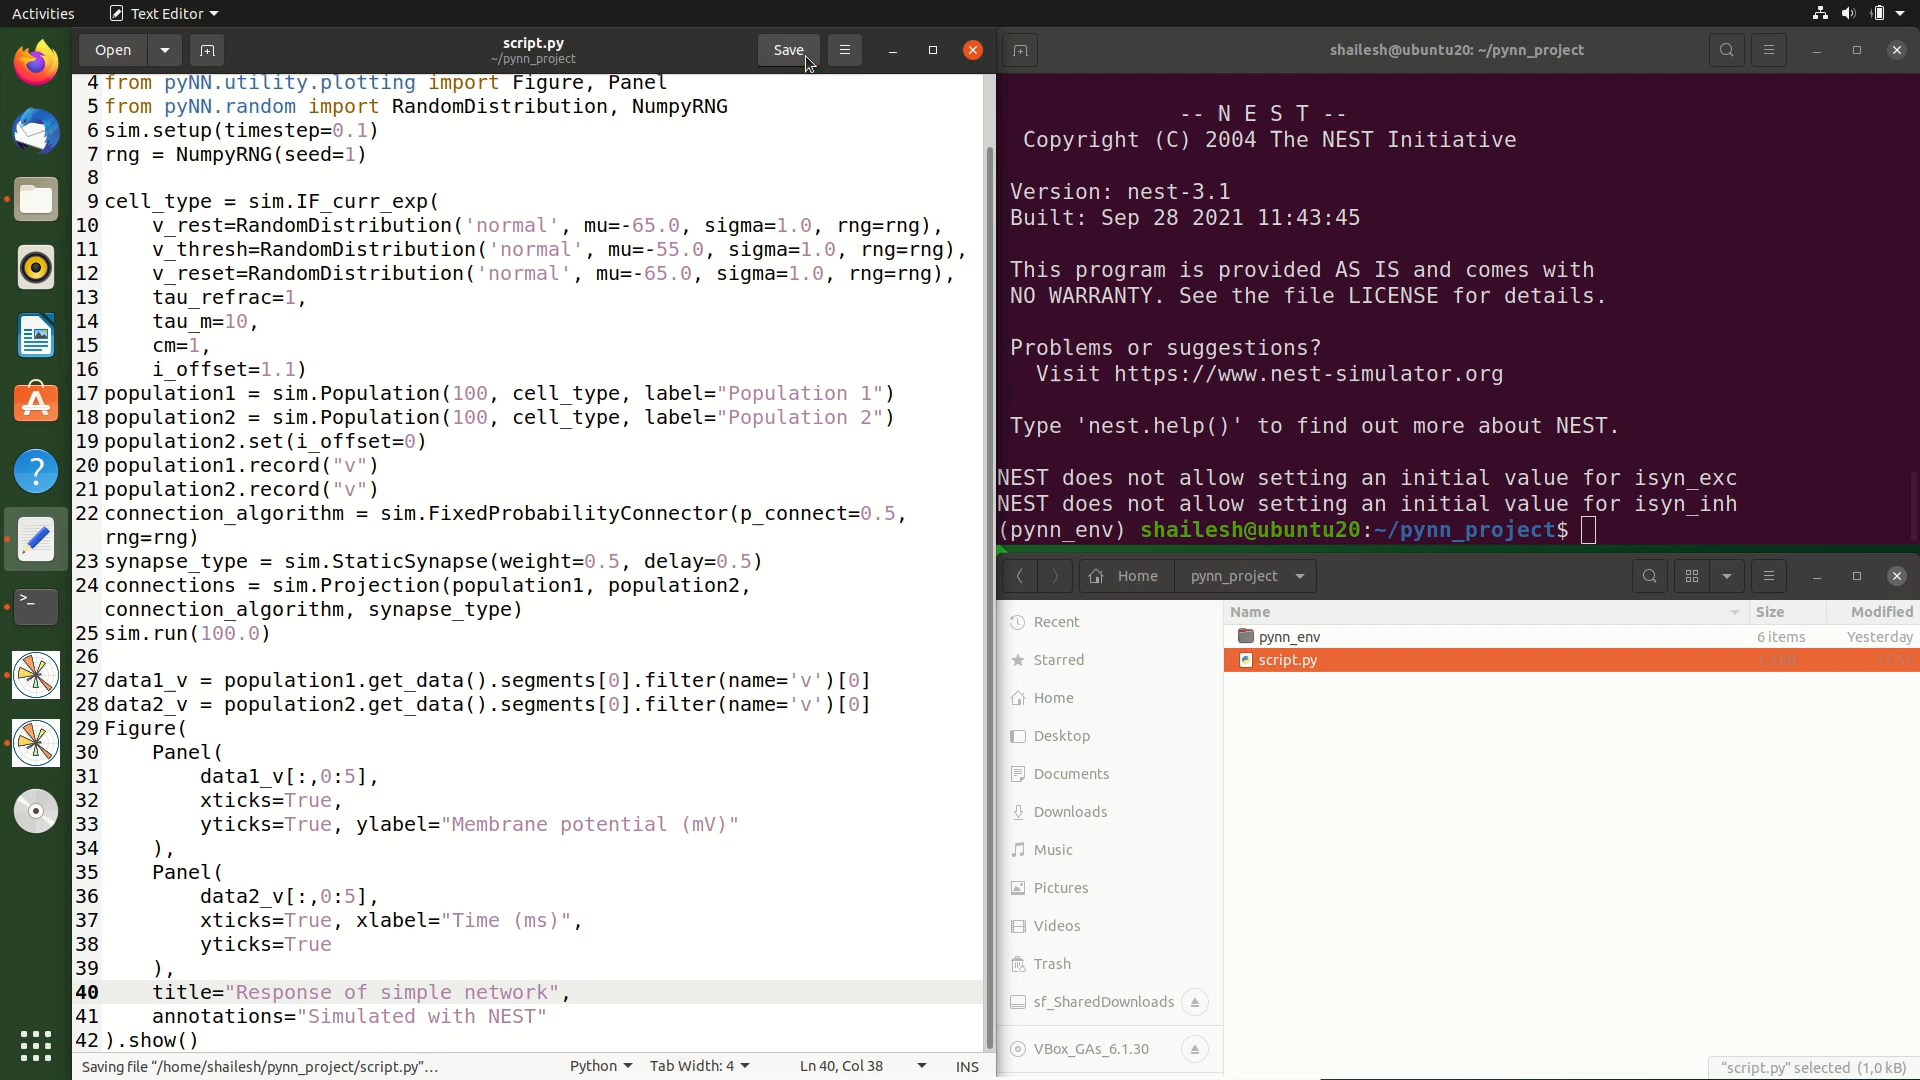 Activities
Text Editor
Open
script.py
~/pynn_project
Save
4 from pyNN.utility.plotting import Figure, Panel
5 from pyNN.random import RandomDistribution, NumpyRNG
6 sim.setup(timestep=0.1)
7 rng = NumpyRNG(seed=1)
8
9 cell_type = sim.IF_curr_exp(
10     v_rest=RandomDistribution('normal', mu=-65.0, sigma=1.0, rng=rng),
11     v_thresh=RandomDistribution('normal', mu=-55.0, sigma=1.0, rng=rng),
12     v_reset=RandomDistribution('normal', mu=-65.0, sigma=1.0, rng=rng),
13     tau_refrac=1,
14     tau_m=10,
15     cm=1,
16     i_offset=1.1)
17 population1 = sim.Population(100, cell_type, label="Population 1")
18 population2 = sim.Population(100, cell_type, label="Population 2")
19 population2.set(i_offset=0)
20 population1.record("v")
21 population2.record("v")
22 connection_algorithm = sim.FixedProbabilityConnector(p_connect=0.5,
rng=rng)
23 synapse_type = sim.StaticSynapse(weight=0.5, delay=0.5)
24 connections = sim.Projection(population1, population2,
connection_algorithm, synapse_type)
25 sim.run(100.0)
26
27 data1_v = population1.get_data().segments[0].filter(name='v')[0]
28 data2_v = population2.get_data().segments[0].filter(name='v')[0]
29 Figure(
30     Panel(
31         data1_v[:,0:5],
32         xticks=True,
33         yticks=True, ylabel="Membrane potential (mV)"
34     ),
35     Panel(
36         data2_v[:,0:5],
37         xticks=True, xlabel="Time (ms)",
38         yticks=True
39     ),
40     title="Response of simple network",
41     annotations="Simulated with NEST"
42 ).show()
Saving file "/home/shailesh/pynn_project/script.py"...
Python
Tab Width: 4
Ln 40, Col 38
INS
shailesh@ubuntu20: ~/pynn_project
-- N E S T --
Copyright (C) 2004 The NEST Initiative
Version: nest-3.1
Built: Sep 28 2021 11:43:45
This program is provided AS IS and comes with
NO WARRANTY. See the file LICENSE for details.
Problems or suggestions?
Visit https://www.nest-simulator.org
Type 'nest.help()' to find out more about NEST.
NEST does not allow setting an initial value for isyn_exc
NEST does not allow setting an initial value for isyn_inh
(pynn_env) shailesh@ubuntu20:~/pynn_project$
Home
pynn_project
Name
Size
Modified
pynn_env
6 items
Yesterday
script.py
Recent
Starred
Home
Desktop
Documents
Downloads
Music
Pictures
Videos
Trash
sf_SharedDownloads
VBox_GAs_6.1.30
"script.py" selected (1,0 kB)